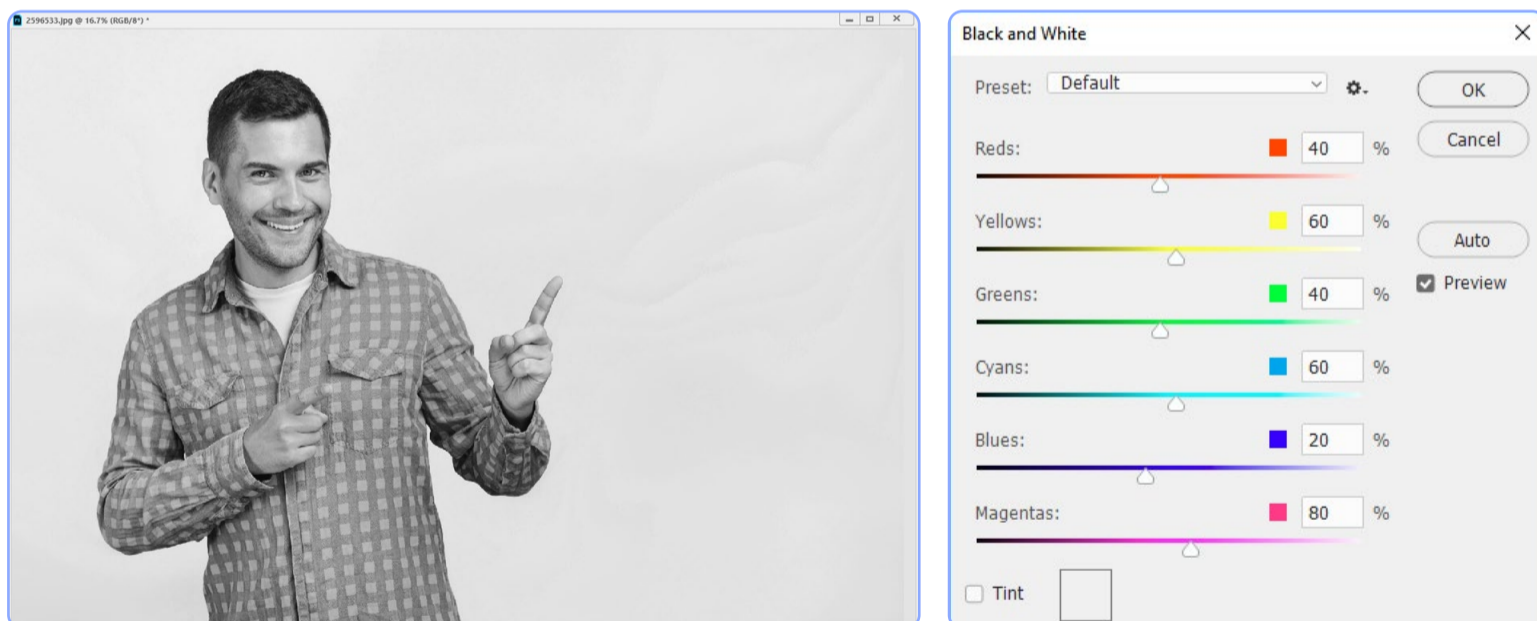 2596533.jpg @ 16.7% (RGB/8*) *
Black and White
Preset: Default
OK
Cancel
Reds: 40 %
Yellows: 60 %
Auto
Preview
Greens: 40 %
Cyans: 60 %
Blues: 20 %
Magentas: 80 %
Tint